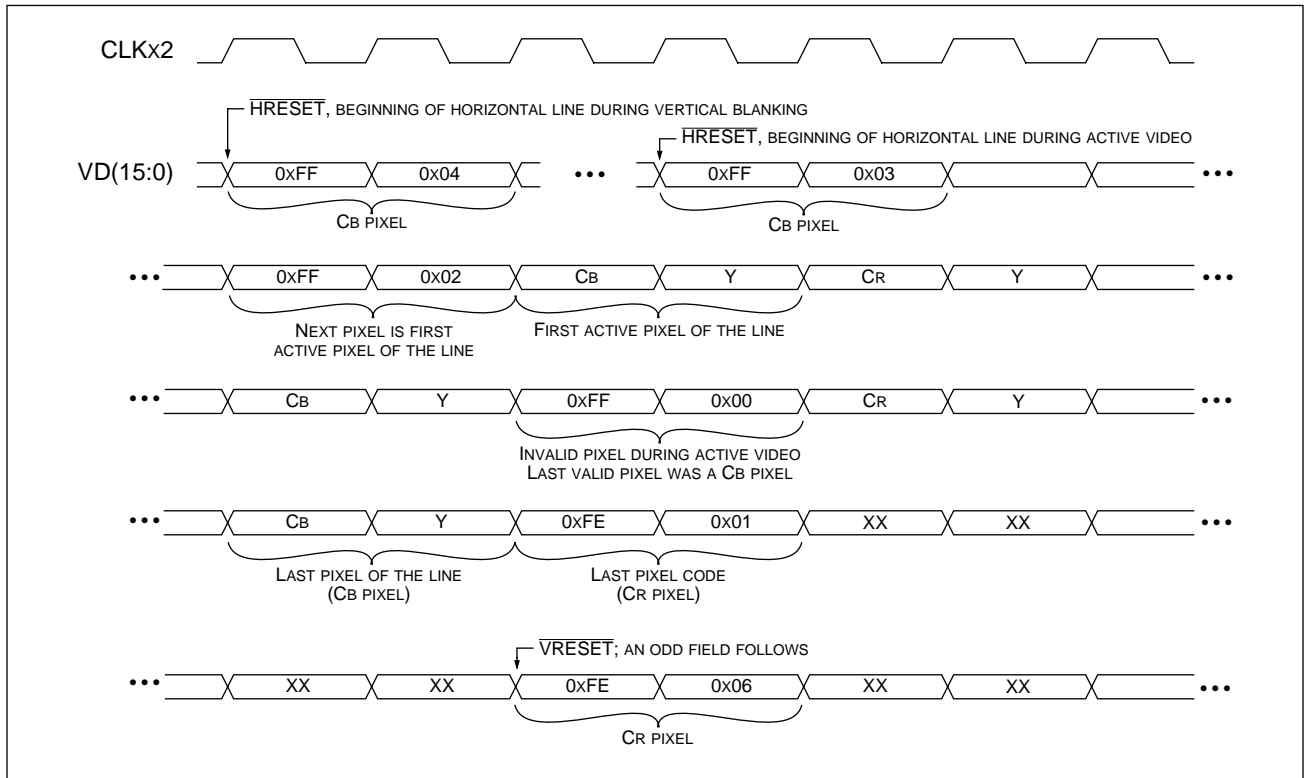 CLKX2
HRESET, BEGINNING OF HORIZONTAL LINE DURING VERTICAL BLANKING
HRESET, BEGINNING OF HORIZONTAL LINE DURING ACTIVE VIDEO
VD(15:0) 0XFF 0X04 ••• 0XFF 0X03 •••
CB PIXEL CB PIXEL
••• 0XFF 0X02 CB Y CR Y •••
NEXT PIXEL IS FIRST
ACTIVE PIXEL OF THE LINE
FIRST ACTIVE PIXEL OF THE LINE
••• CB Y 0XFF 0X00 CR Y •••
INVALID PIXEL DURING ACTIVE VIDEO
LAST VALID PIXEL WAS A CB PIXEL
••• CB Y 0XFE 0X01 XX XX •••
LAST PIXEL OF THE LINE
(CB PIXEL)
LAST PIXEL CODE
(CR PIXEL)
VRESET; AN ODD FIELD FOLLOWS
••• XX XX 0XFE 0X06 XX XX •••
CR PIXEL